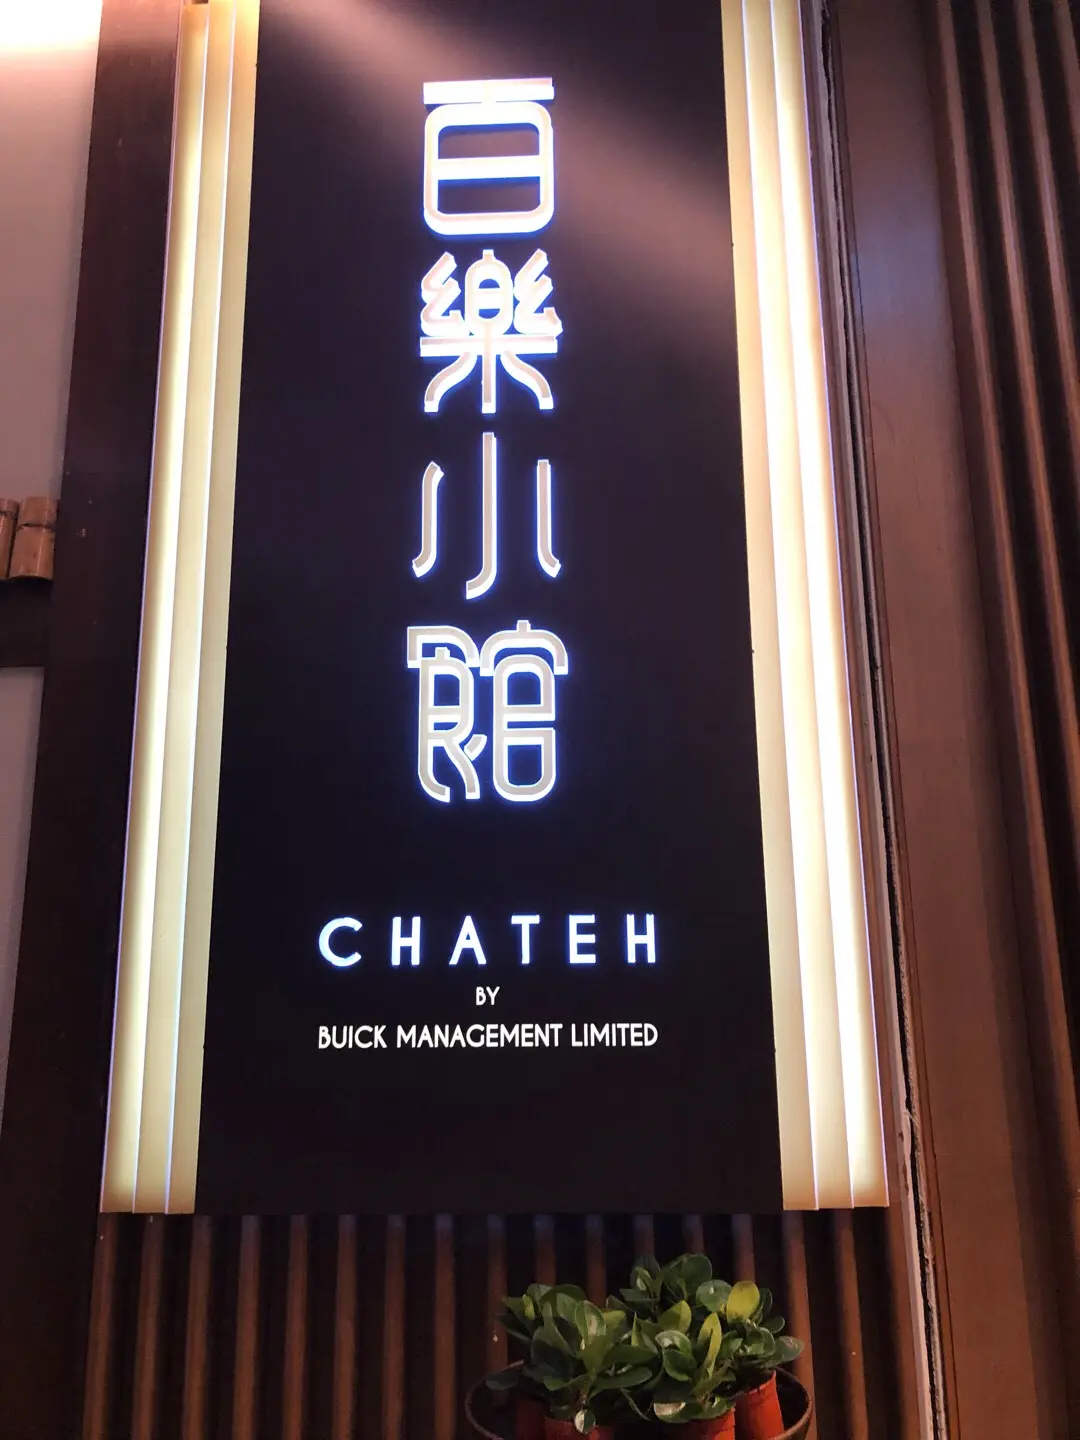 百樂小館
CHATEH
BY
BUICK MANAGEMENT LIMITED